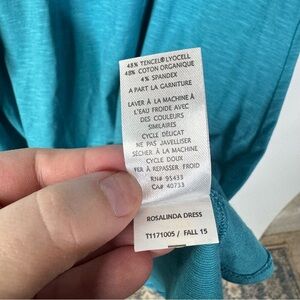 48% TENCEL® LYOCELL
48% COTON ORGANIQUE
4% SPANDEX
A PART LA GARNITURE
LAVER À LA MACHINE À
L'EAU FROIDE AVEC
DES COULEURS
SIMILAIRES
CYCLE DÉLICAT
NE PAS JAVELLISER
SÉCHER À LA MACHINE
CYCLE DOUX
FER À REPASSER FROID
RN# 95433
CA# 40733
ROSALINDA DRESS
T1171005 / FALL 15